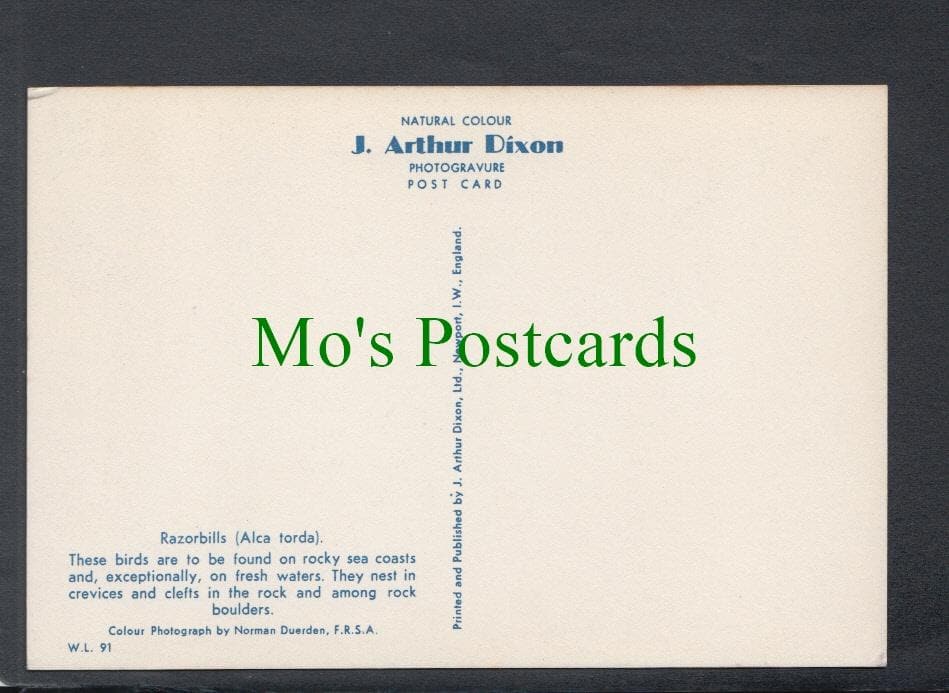 NATURAL COLOUR
J. Arthur Dixon
PHOTOGRAVURE
POST CARD
Printed and Published by J. Arthur Dixon, Ltd., Newport, I.W., England.
Mo's Postcards
Razorbills (Alca torda).
These birds are to be found on rocky sea coasts
and, exceptionally, on fresh waters. They nest in
crevices and clefts in the rock and among rock
boulders.
Colour Photograph by Norman Duerden, F.R.S.A.
W.L. 91